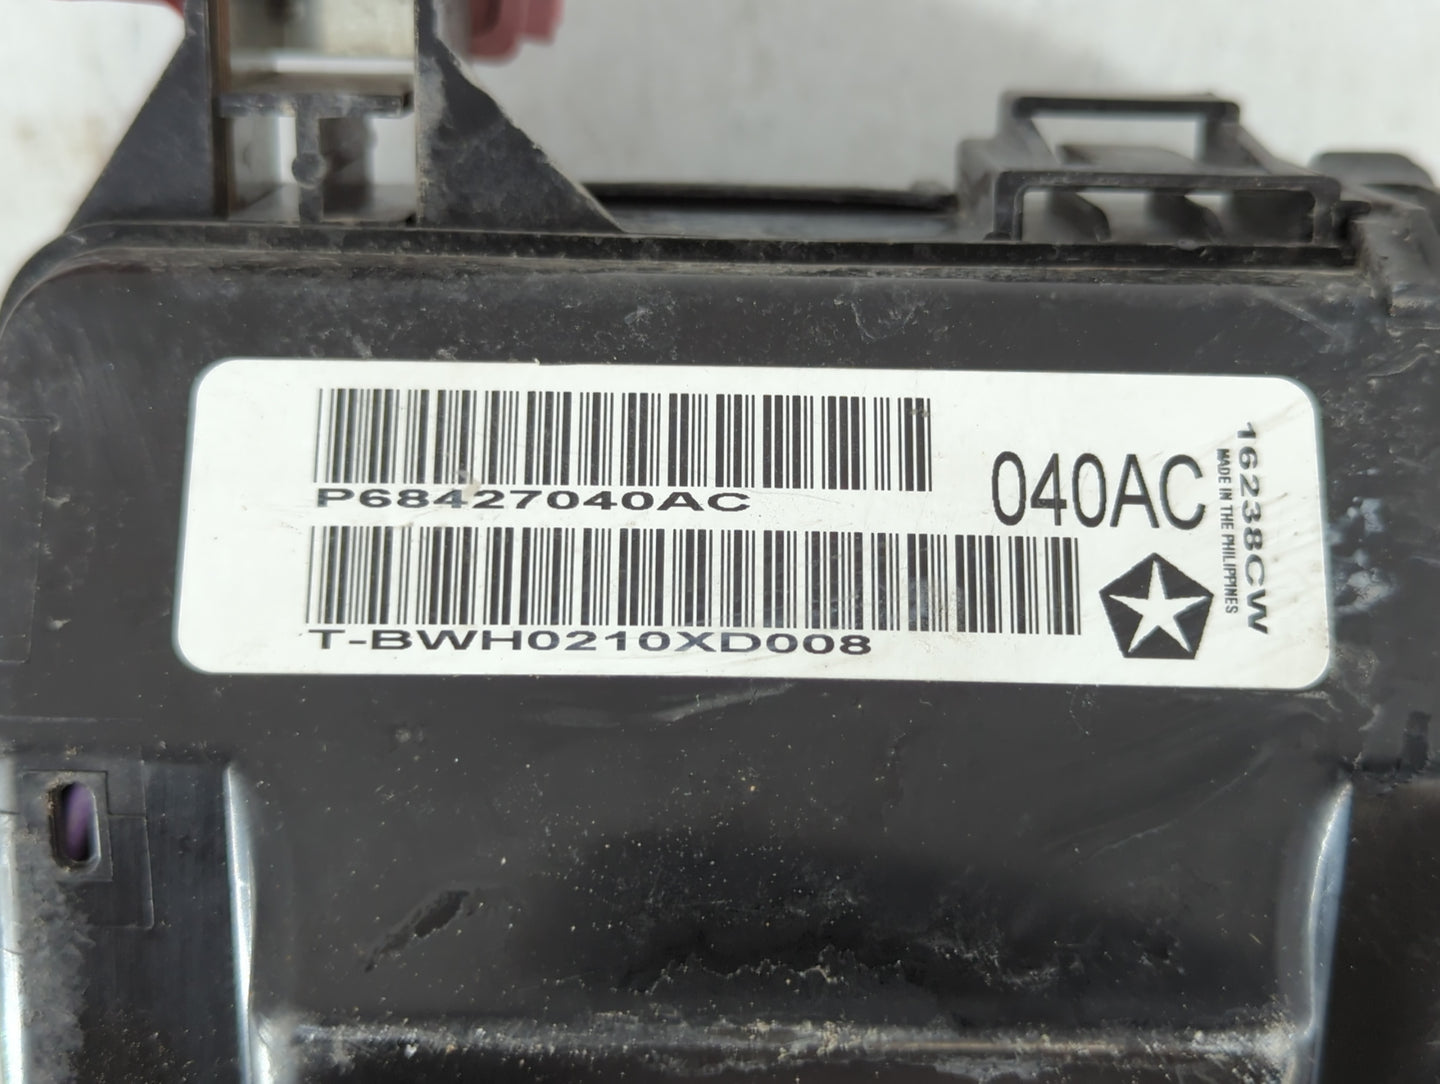 P68427040AC
040AC
T-BWH0210XD008
16238CW
MADE IN THE PHILIPPINES